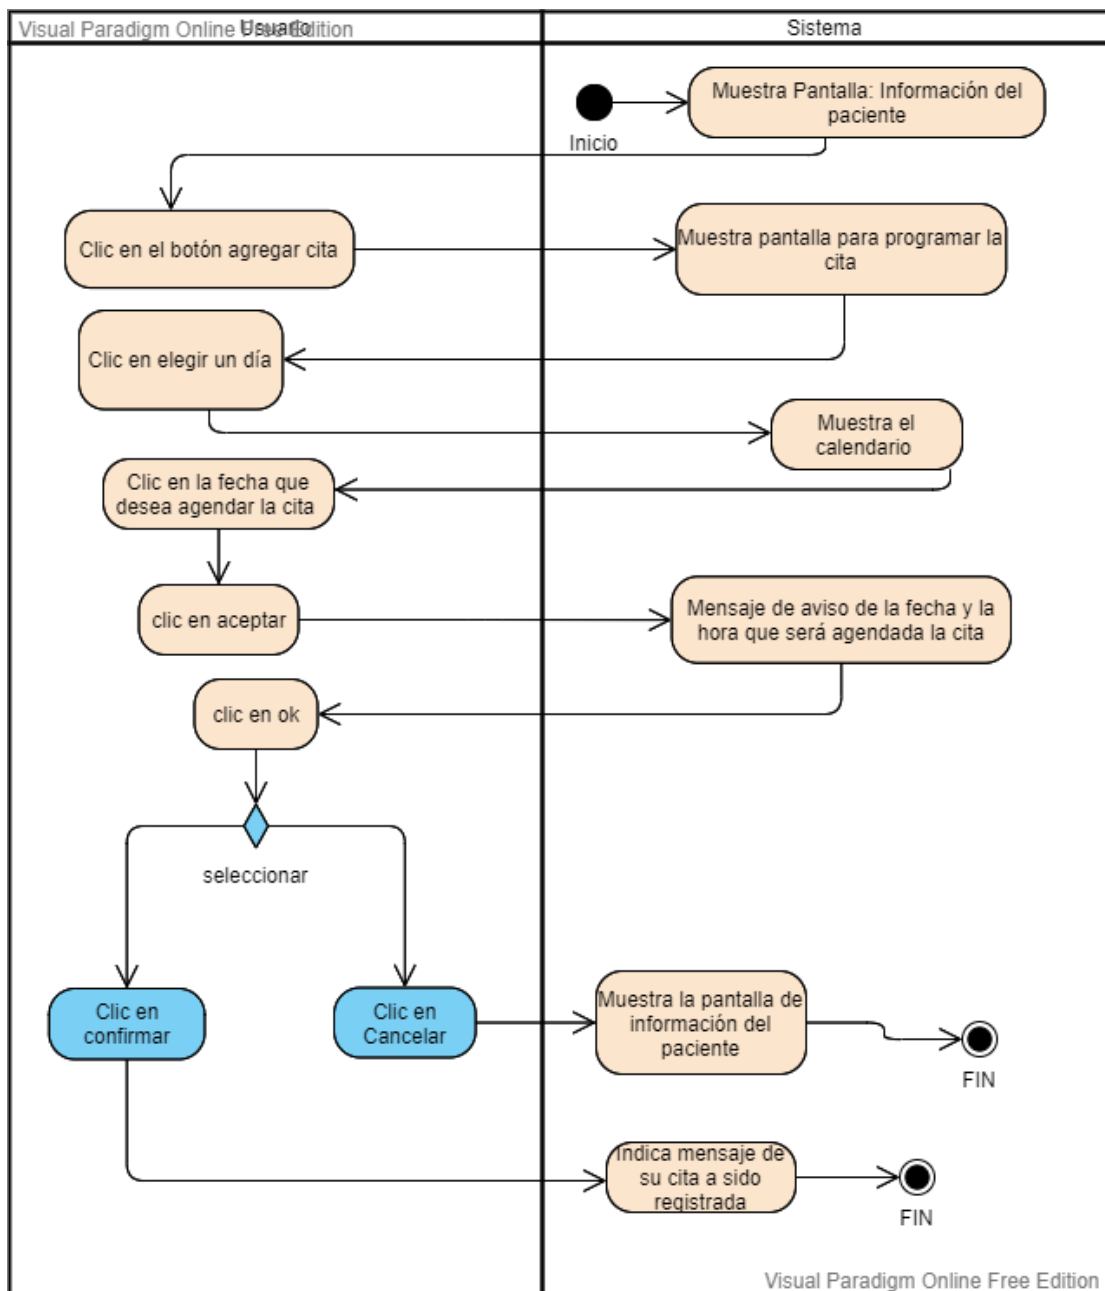 Visual Paradigm Online Free Edition
Usuario
Sistema
Inicio
Muestra Pantalla: Información del
paciente
Clic en el botón agregar cita
Muestra pantalla para programar la
cita
Clic en elegir un día
Muestra el
calendario
Clic en la fecha que
desea agendar la cita
clic en aceptar
Mensaje de aviso de la fecha y la
hora que será agendada la cita
clic en ok
seleccionar
Clic en
confirmar
Clic en
Cancelar
Muestra la pantalla de
información del
paciente
FIN
Indica mensaje de
su cita a sido
registrada
FIN
Visual Paradigm Online Free Edition